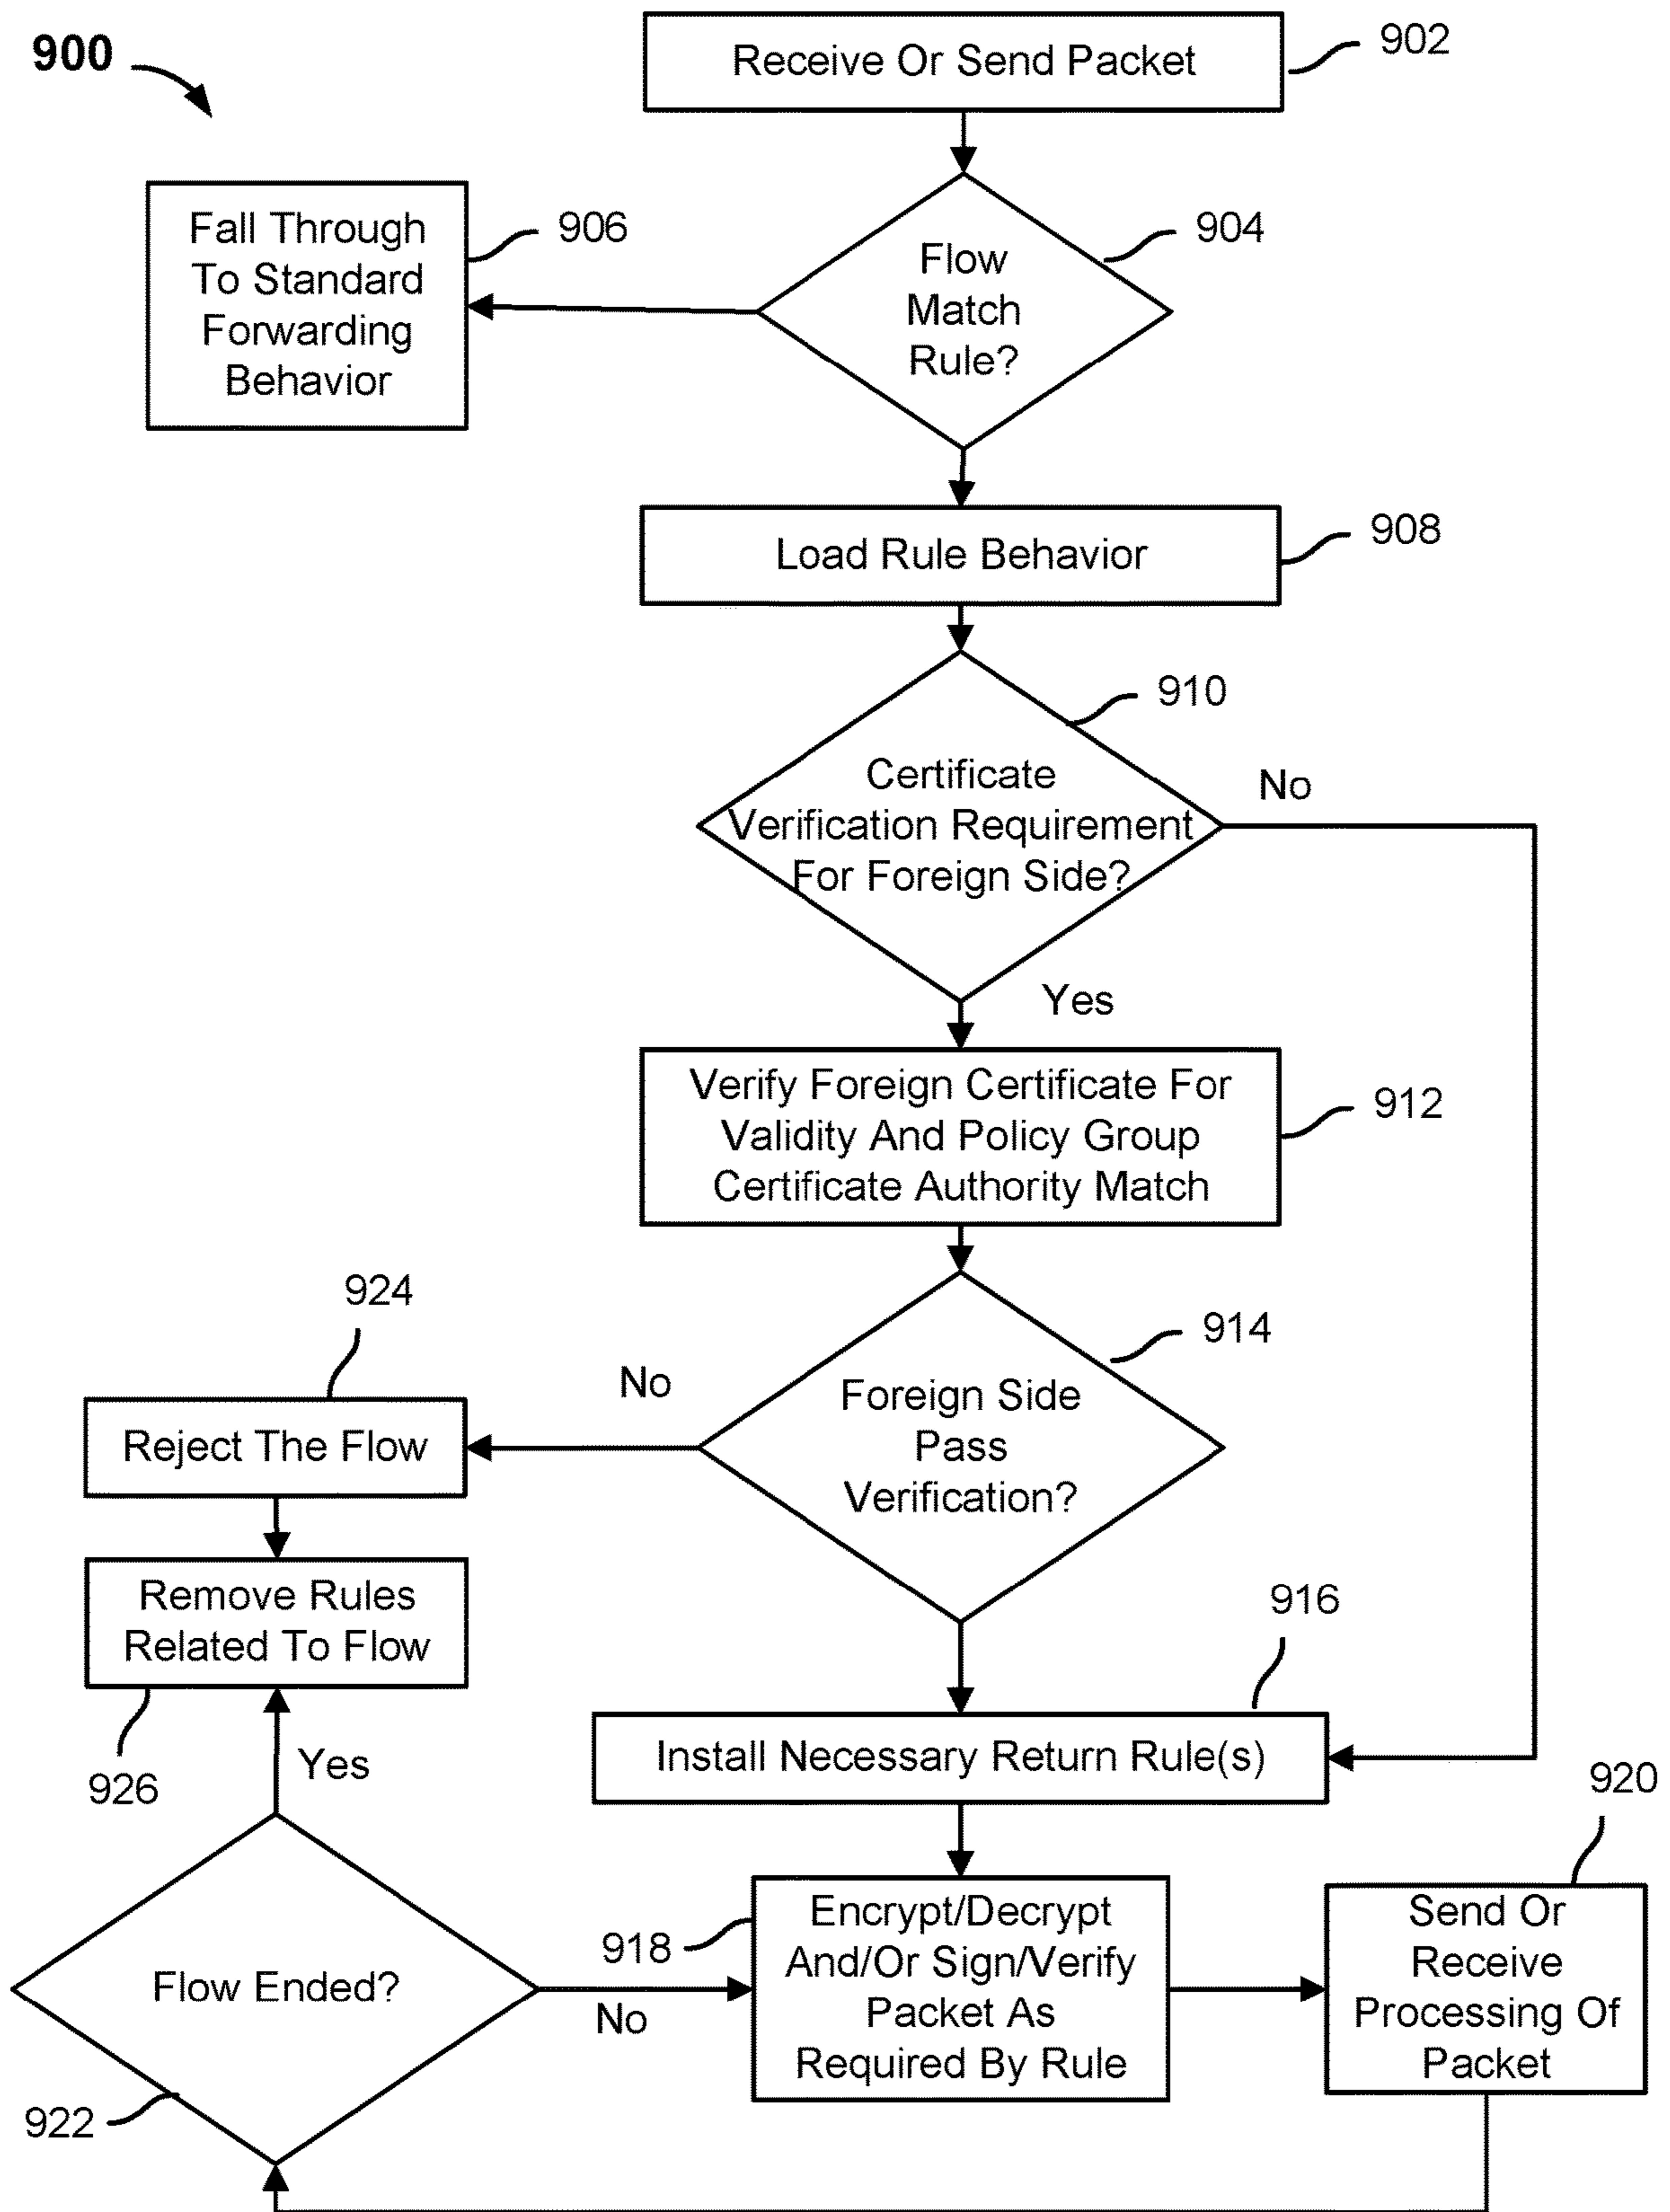 900
Receive Or Send Packet
902
Fall Through
To Standard
Forwarding
Behavior
906
Flow
Match
Rule?
904
Load Rule Behavior
908
Certificate
Verification Requirement
For Foreign Side?
910
No
Yes
Verify Foreign Certificate For
Validity And Policy Group
Certificate Authority Match
912
Foreign Side
Pass
Verification?
914
No
924
Reject The Flow
Remove Rules
Related To Flow
926
916
Install Necessary Return Rule(s)
Yes
Flow Ended?
922
No
918
Encrypt/Decrypt
And/Or Sign/Verify
Packet As
Required By Rule
920
Send Or
Receive
Processing Of
Packet